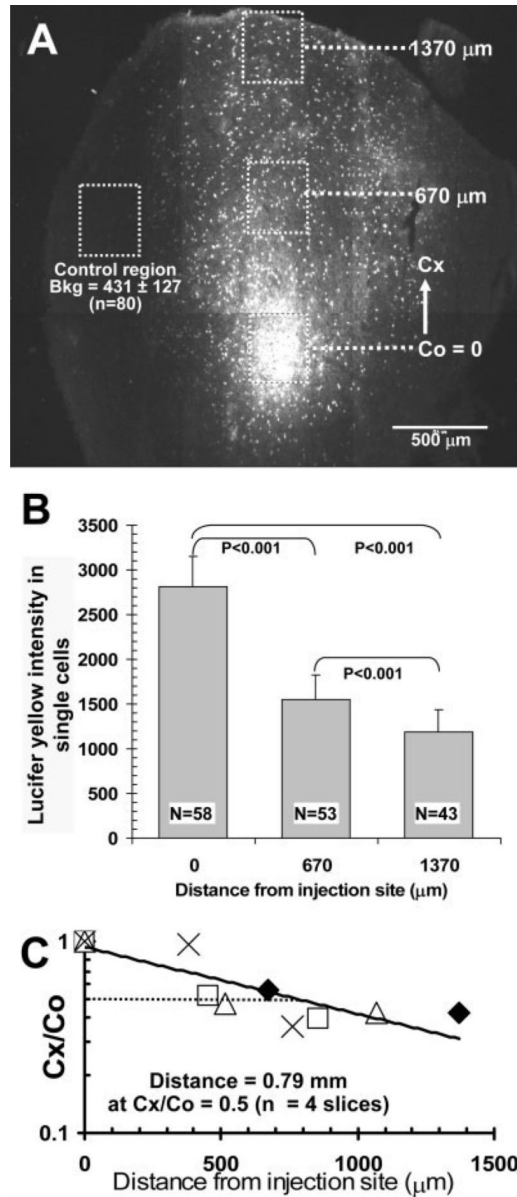 A
1370 μm
670 μm
Control region
Bkg = 431 ± 127
(n=80)
Cx
Co = 0
500 μm
B
Lucifer yellow intensity in
single cells
3500
3000
2500
2000
1500
1000
500
0
P<0.001
P<0.001
P<0.001
N=58
N=53
N=43
0
670
1370
Distance from injection site (μm)
C
Cx/Co
1
0.1
Distance = 0.79 mm
at Cx/Co = 0.5 (n = 4 slices)
0
500
1000
1500
Distance from injection site (μm)